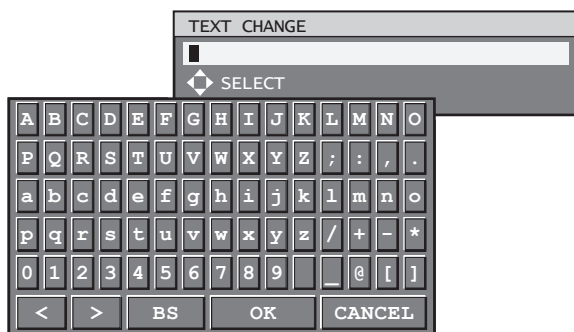 TEXT CHANGE
SELECT
A B C D E F G H I J K L M N O
P Q R S T U V W X Y Z ; : , .
a b c d e f g h i j k l m n o
p q r s t u v w x y z / + - *
0 1 2 3 4 5 6 7 8 9 _ @ [ ]
< > BS OK CANCEL